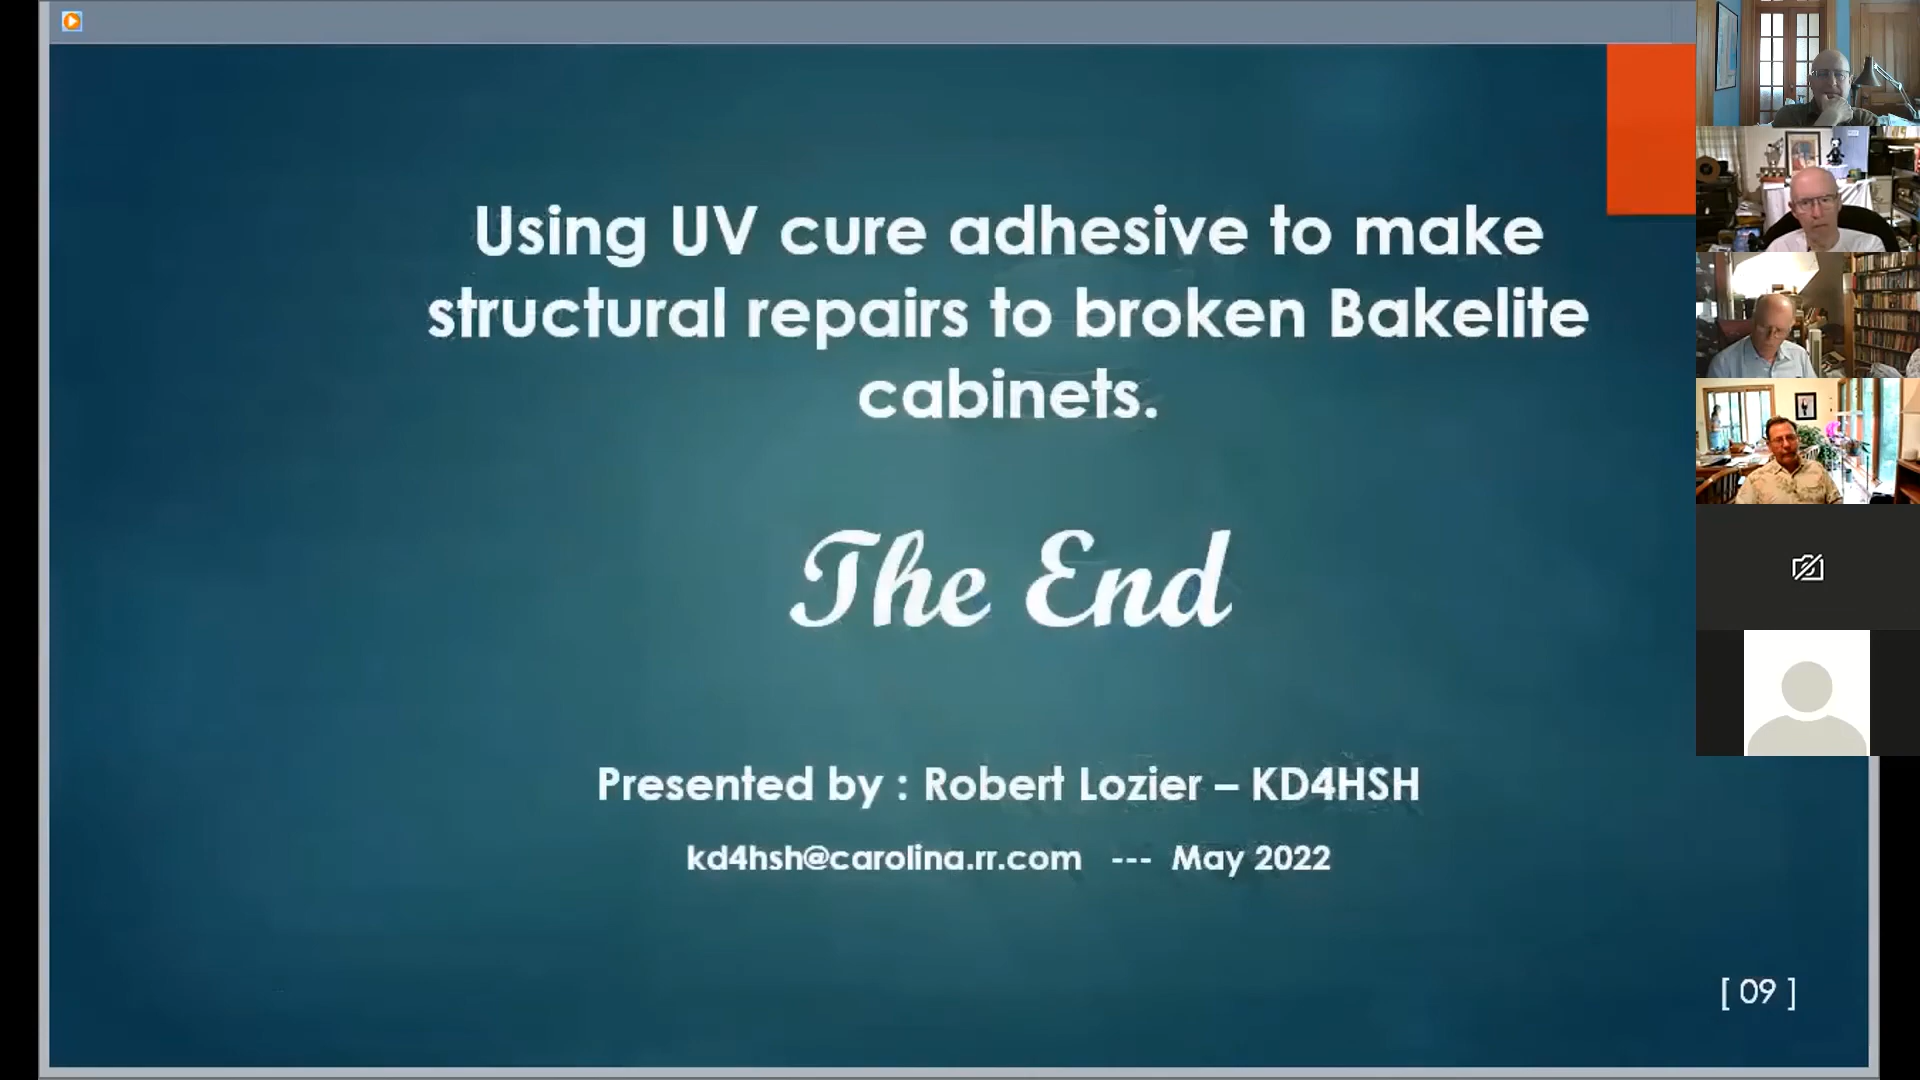 Using UV cure adhesive to make
structural repairs to broken Bakelite
cabinets.
The End
Presented by : Robert Lozier – KD4HSH
kd4hsh@carolina.rr.com --- May 2022
[ 09 ]